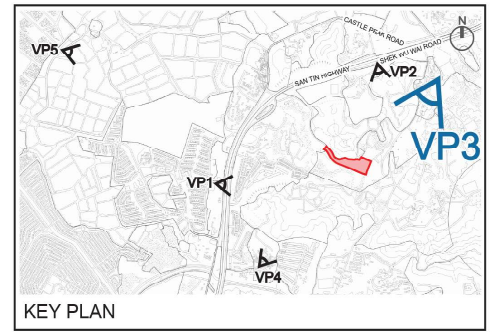 N
CASTLE PEAK ROAD
SHEK WU WAI ROAD
SAN TIN HIGHWAY
VP5
VP2
VP3
VP1
VP4
KEY PLAN